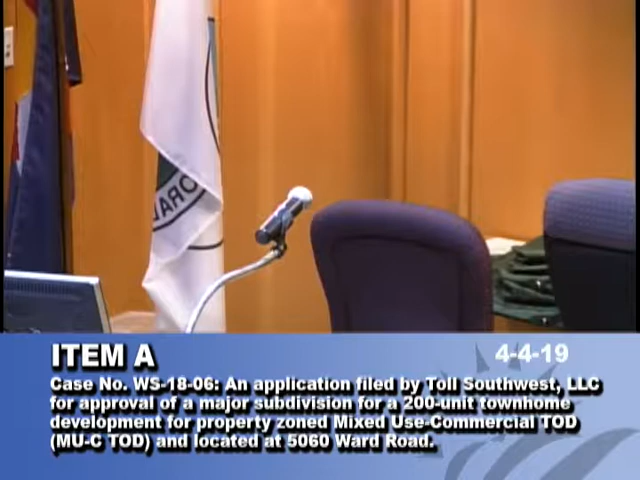 ORA
ITEM A
4-4-19
Case No. WS-18-06: An application filed by Toll Southwest, LLC
for approval of a major subdivision for a 200-unit townhome
development for property zoned Mixed Use-Commercial TOD
(MU-C TOD) and located at 5060 Ward Road.